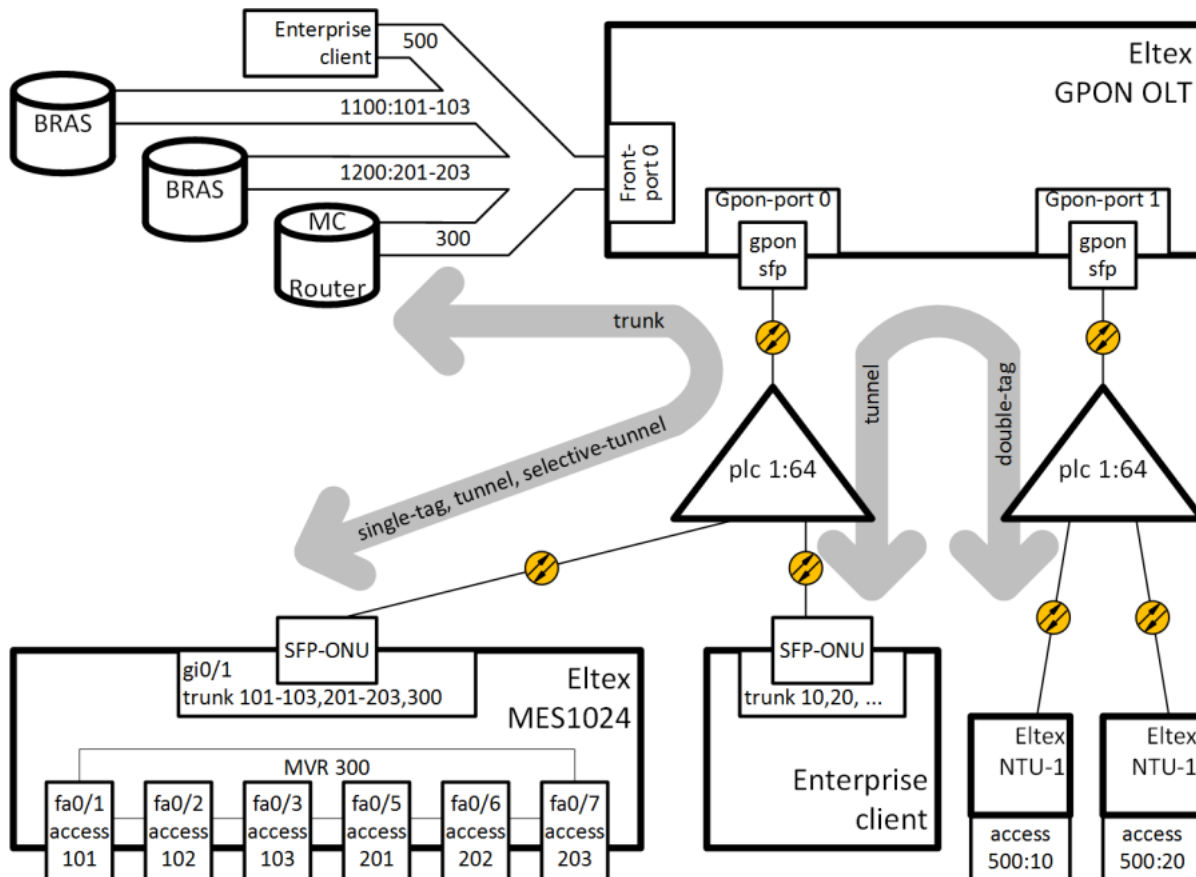 Enterprise
client
500
Eltex
GPON OLT
BRAS
1100:101-103
BRAS
1200:201-203
MC
Router
300
Front-
port 0
Gpon-port 0
gpon
sfp
Gpon-port 1
gpon
sfp
trunk
single-tag, tunnel, selective-tunnel
tunnel
double-tag
plc 1:64
plc 1:64
SFP-ONU
gi0/1
trunk 101-103,201-203,300
Eltex
MES1024
MVR 300
fa0/1
access
101
fa0/2
access
102
fa0/3
access
103
fa0/5
access
201
fa0/6
access
202
fa0/7
access
203
SFP-ONU
trunk 10,20, ...
Enterprise
client
Eltex
NTU-1
access
500:10
Eltex
NTU-1
access
500:20